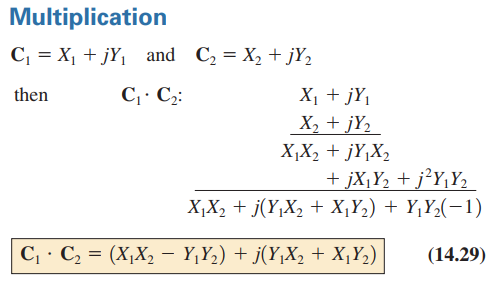 Multiplication
C₁ = X₁ + jY₁ and C₂ = X₂ + jY₂
then C₁ · C₂: X₁ + jY₁
X₂ + jY₂
X₁X₂ + jY₁X₂
+ jX₁Y₂ + j²Y₁Y₂
X₁X₂ + j(Y₁X₂ + X₁Y₂) + Y₁Y₂(−1)
C₁ · C₂ = (X₁X₂ − Y₁Y₂) + j(Y₁X₂ + X₁Y₂) (14.29)